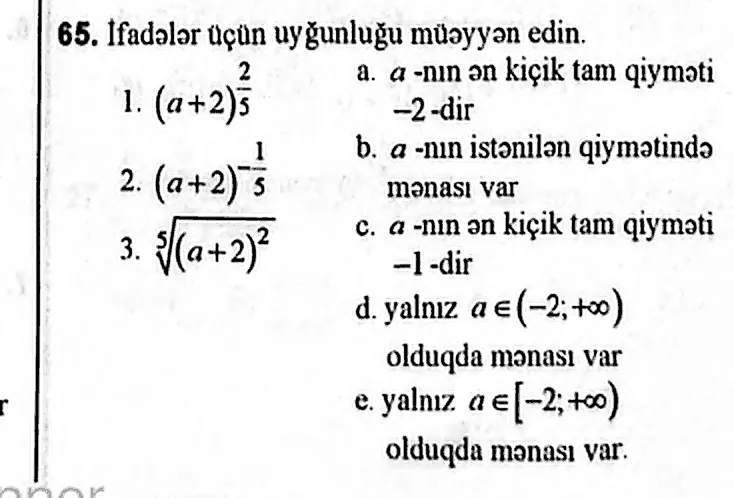 65. İfadələr üçün uyğunluğu müəyyən edin.
1. (a+2)^{2/5}
2. (a+2)^{-1/5}
3. \sqrt[5]{(a+2)^2}
a. a -nın ən kiçik tam qiyməti
–2 -dir
b. a -nın istənilən qiymətində
mənası var
c. a -nın ən kiçik tam qiyməti
–1 -dir
d. yalnız a ∈ (–2; +∞)
olduqda mənası var
e. yalnız a ∈ [–2; +∞)
olduqda mənası var.
r